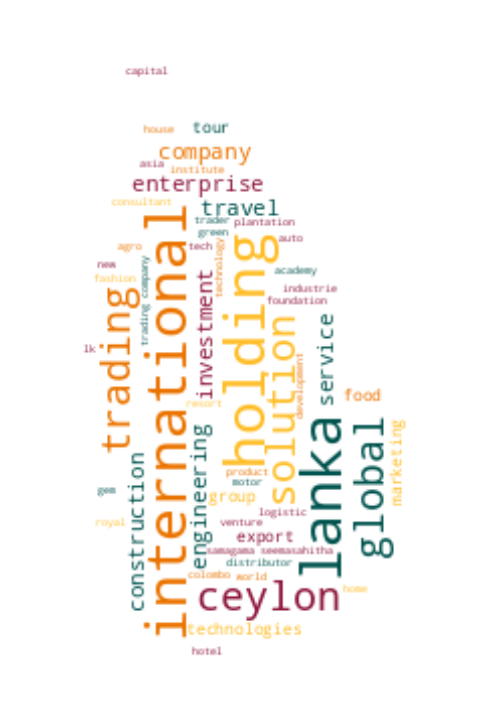 capital
house
tour
company
asia
institute
enterprise
consultant
travel
trader
plantation
green
auto
agro
tech
international
holding
technology
new
academy
fashion
trading company
investment
industrie
foundation
trading
solution
service
lk
development
food
resort
lanka
global
marketing
engineering
construction
product
motor
gem
group
logistic
royal
venture
export
samagama seemasahitha
distributor
colombo
world
ceylon
home
technologies
hotel